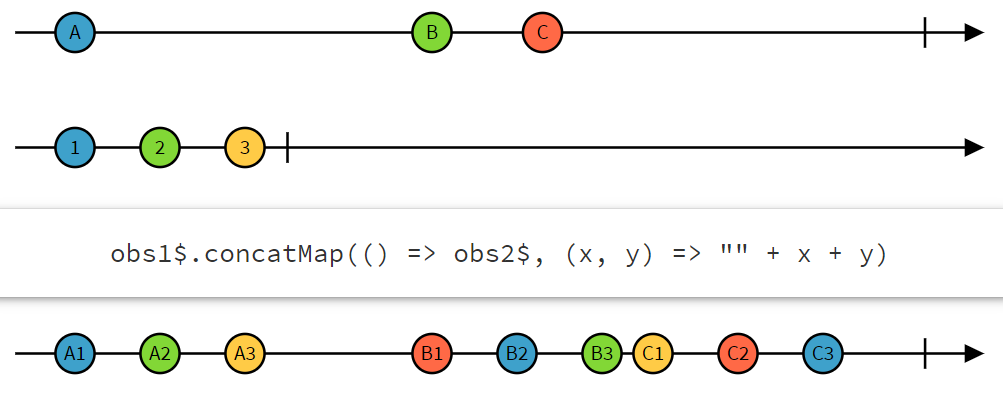 A B C
1 2 3
obs1$.concatMap(() => obs2$, (x, y) => "" + x + y)
A1 A2 A3 B1 B2 B3 C1 C2 C3